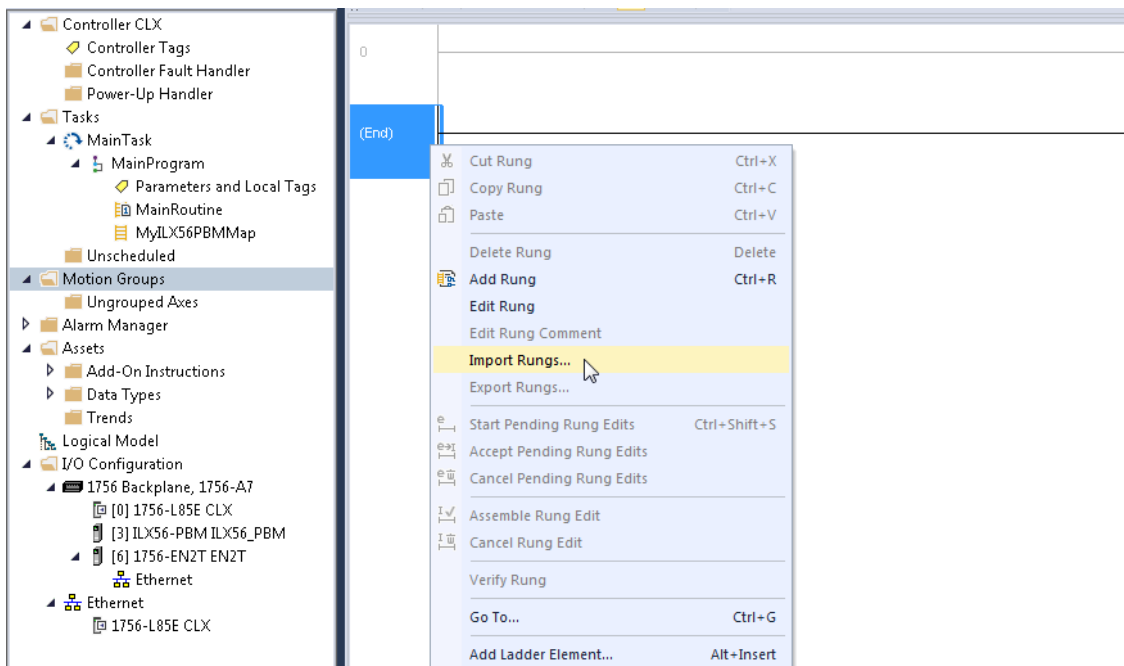 Controller CLX
Controller Tags
Controller Fault Handler
Power-Up Handler
Tasks
MainTask
MainProgram
Parameters and Local Tags
MainRoutine
MyILX56PBMMap
Unscheduled
Motion Groups
Ungrouped Axes
Alarm Manager
Assets
Add-On Instructions
Data Types
Trends
Logical Model
I/O Configuration
1756 Backplane, 1756-A7
[0] 1756-L85E CLX
[3] ILX56-PBM ILX56_PBM
[6] 1756-EN2T EN2T
Ethernet
Ethernet
1756-L85E CLX
0
(End)
Cut Rung Ctrl+X
Copy Rung Ctrl+C
Paste Ctrl+V
Delete Rung Delete
Add Rung Ctrl+R
Edit Rung
Edit Rung Comment
Import Rungs...
Export Rungs...
Start Pending Rung Edits Ctrl+Shift+S
Accept Pending Rung Edits
Cancel Pending Rung Edits
Assemble Rung Edit
Cancel Rung Edit
Verify Rung
Go To... Ctrl+G
Add Ladder Element... Alt+Insert